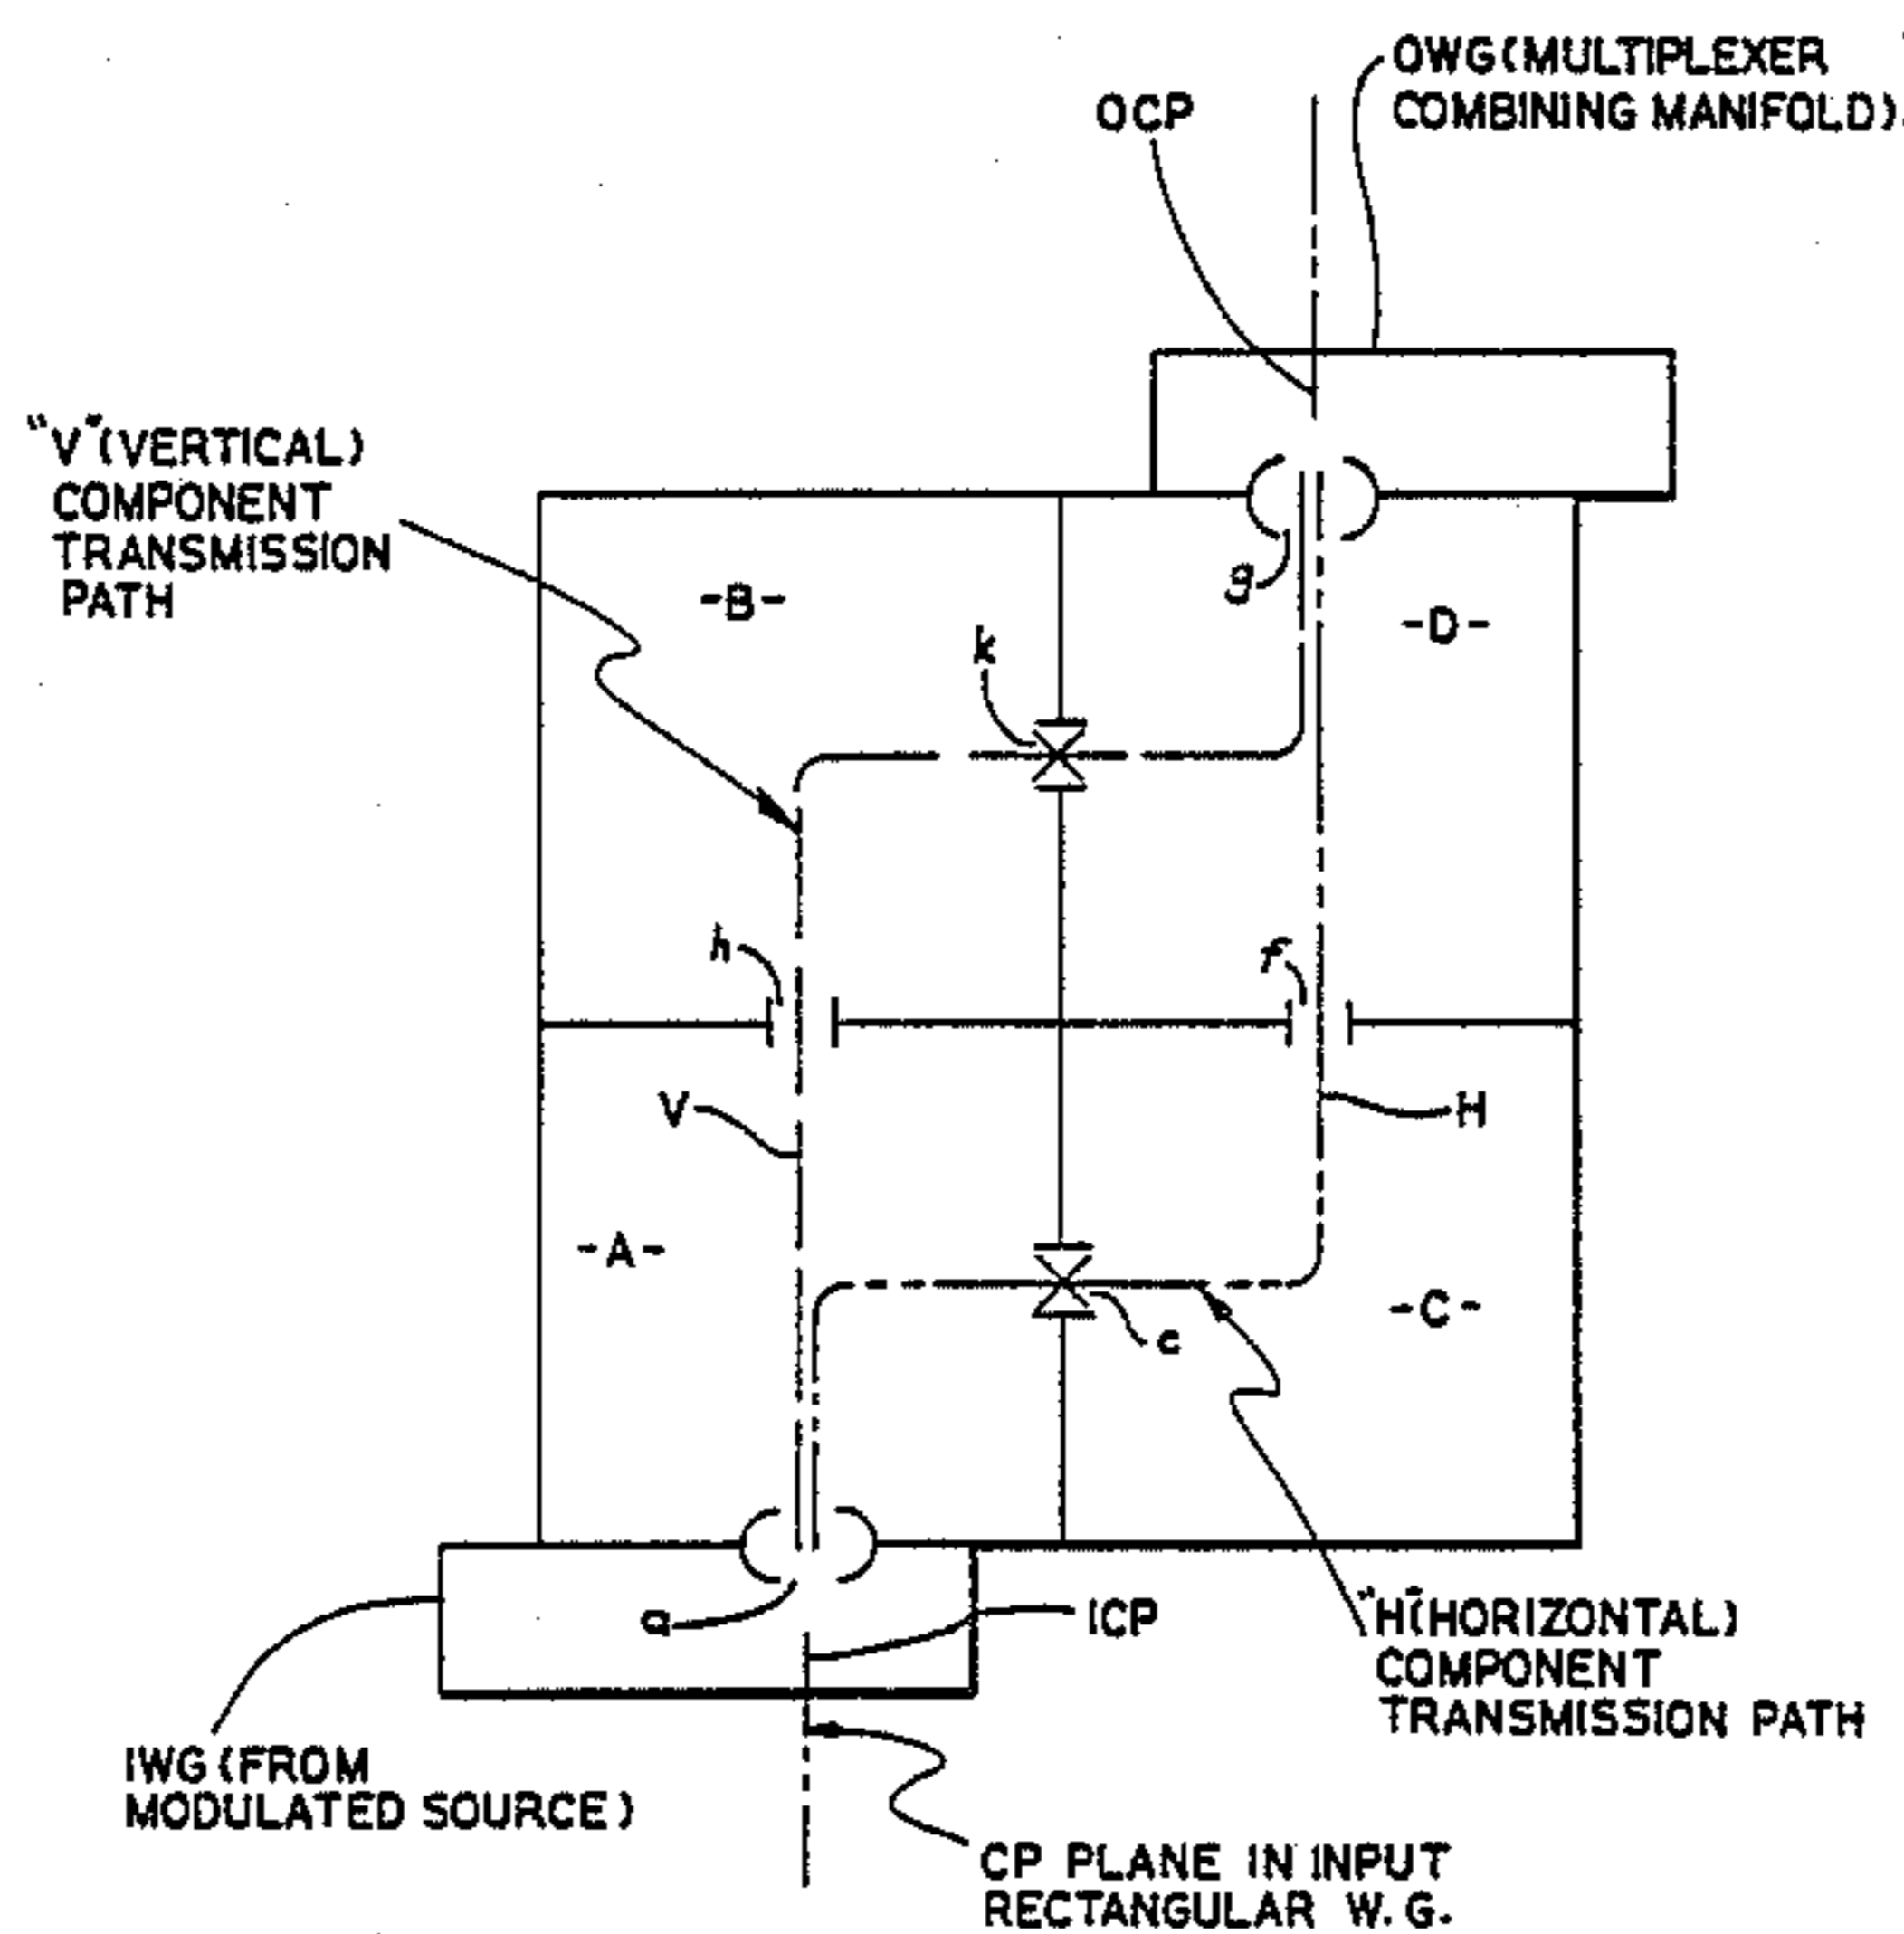 OWG (MULTIPLEXER
COMBINING MANIFOLD).
OCP
"V" (VERTICAL)
COMPONENT
TRANSMISSION
PATH
-B-
g
-D-
k
h
f
V
H
-A-
-C-
c
a
ICP
"H" (HORIZONTAL)
COMPONENT
TRANSMISSION PATH
IWG (FROM
MODULATED SOURCE)
CP PLANE IN INPUT
RECTANGULAR W.G.